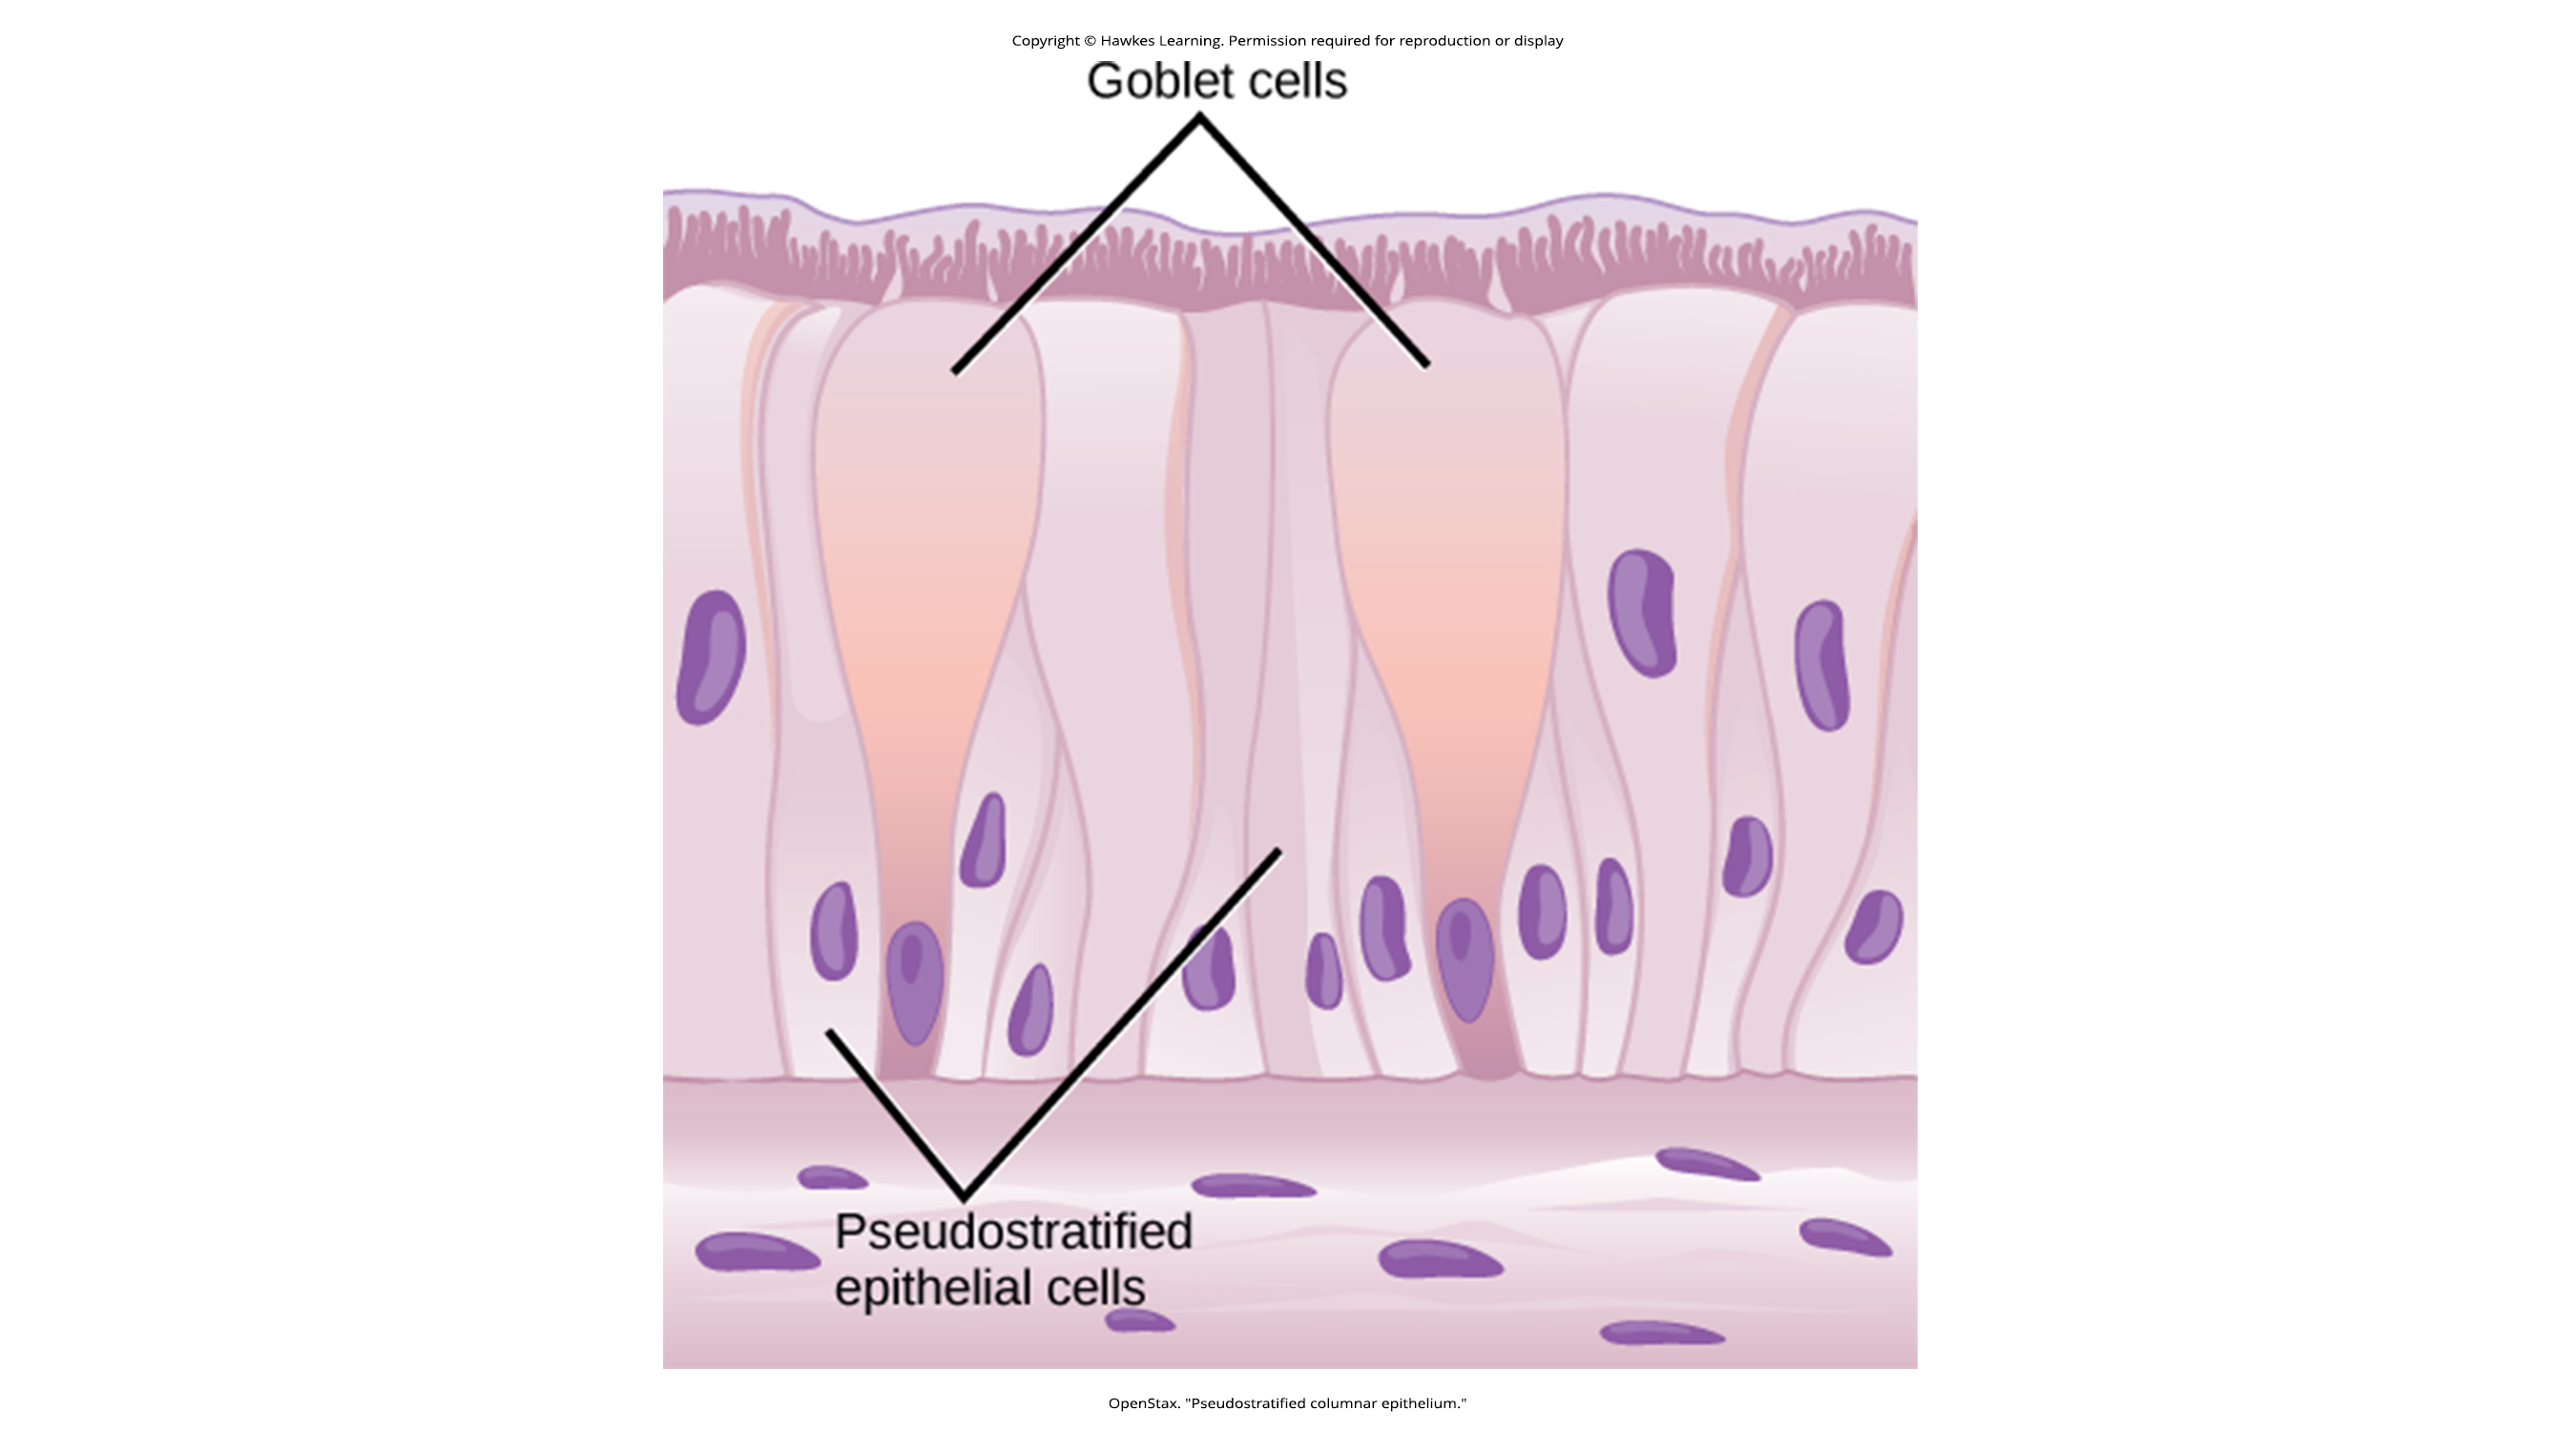 Copyright © Hawkes Learning. Permission required for reproduction or display
Goblet cells
Pseudostratified
epithelial cells
OpenStax. "Pseudostratified columnar epithelium."